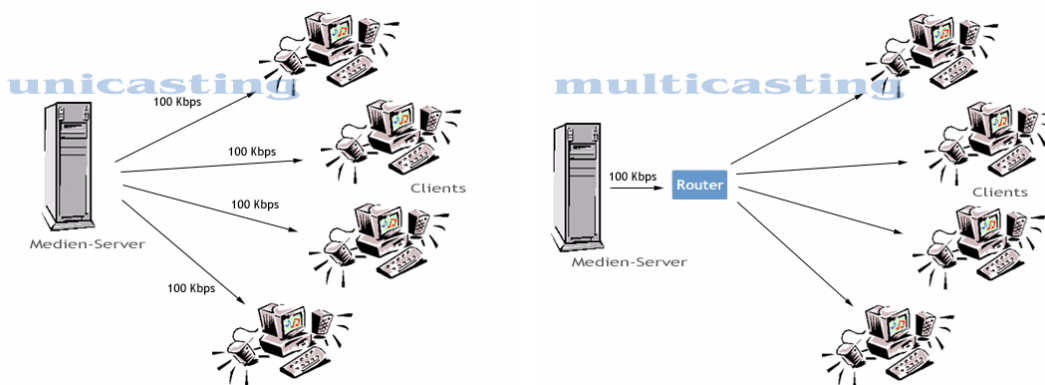 unicasting
100 Kbps
100 Kbps
Clients
100 Kbps
Medien-Server
100 Kbps
multicasting
100 Kbps
Router
Clients
Medien-Server